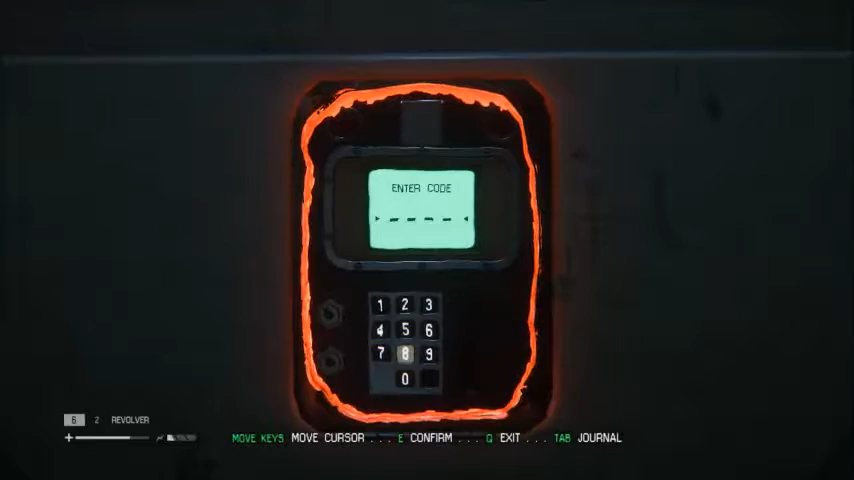 ENTER CODE
► _ _ _ _ ◄
1 2 3
4 5 6
7 8 9
0
6 2 REVOLVER
MOVE KEYS MOVE CURSOR . . . E CONFIRM . . . Q EXIT . . . TAB JOURNAL